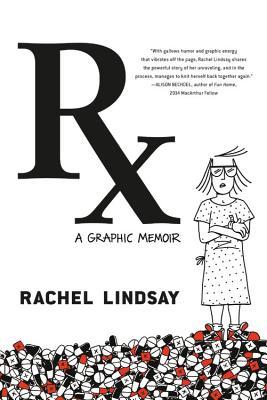 "With gallows humor and graphic energy
that vibrates off the page, Rachel Lindsay shares
the powerful story of her unraveling, and in the
process, manages to knit herself back together again."
—ALISON BECHDEL, author of Fun Home,
2014 MacArthur Fellow
Rx
A GRAPHIC MEMOIR
RACHEL LINDSAY